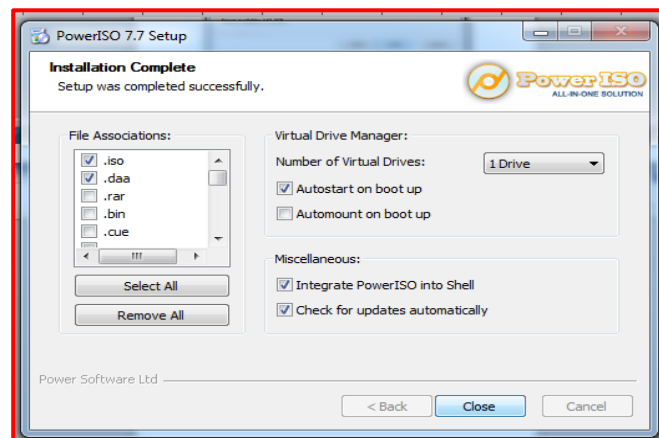 PowerISO 7.7 Setup
Installation Complete
Setup was completed successfully.
Power ISO
ALL-IN-ONE SOLUTION
File Associations:
.iso
.daa
.rar
.bin
.cue
Select All
Remove All
Virtual Drive Manager:
Number of Virtual Drives:
1 Drive
Autostart on boot up
Automount on boot up
Miscellaneous:
Integrate PowerISO into Shell
Check for updates automatically
Power Software Ltd
< Back
Close
Cancel